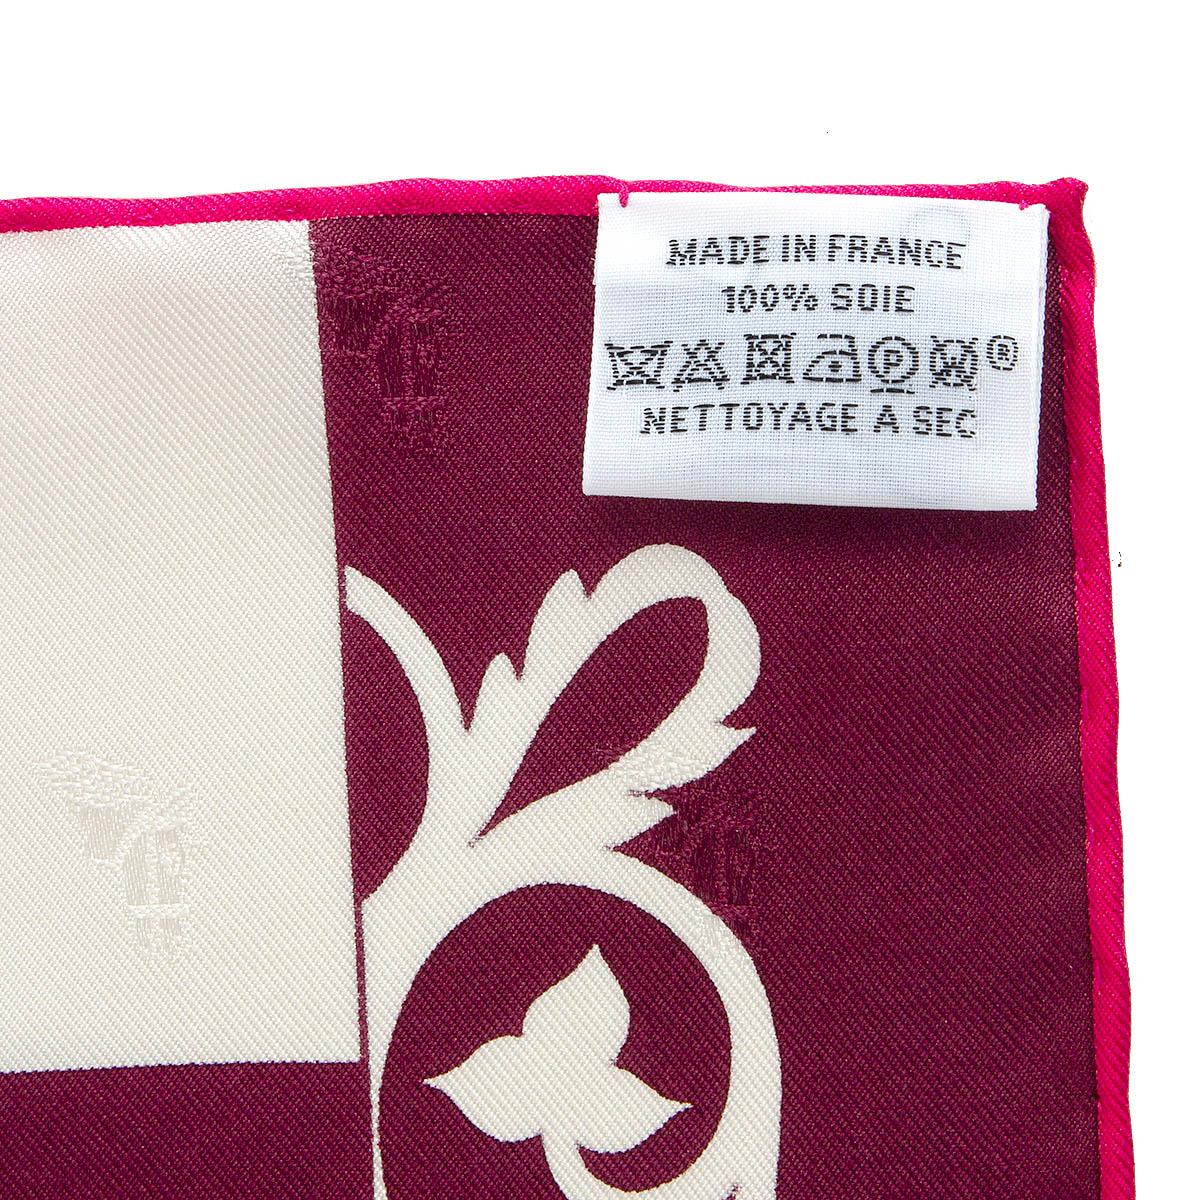 MADE IN FRANCE
100% SOIE
P W ®
NETTOYAGE A SEC